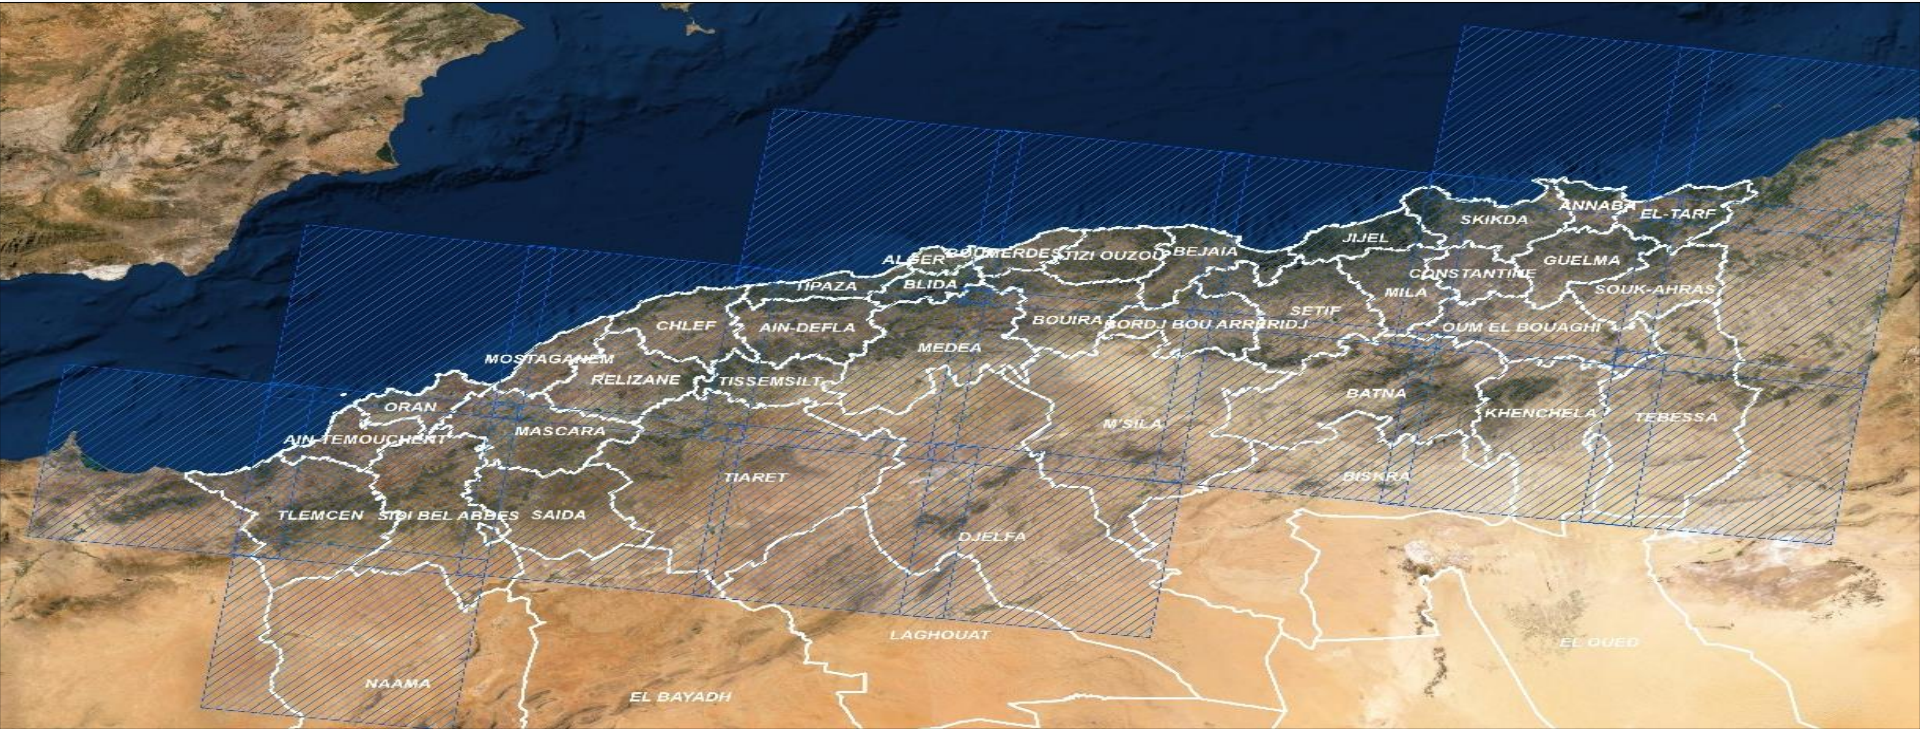 ANNABA
EL-TARF
SKIKDA
JIJEL
ALGER
BOUMERDES
TIZI OUZOU
BEJAIA
GUELMA
CONSTANTINE
TIPAZA
BLIDA
MILA
SOUK-AHRAS
SETIF
CHLEF
AIN-DEFLA
BOUIRA
BORDJ BOU ARRERIDJ
OUM EL BOUAGHI
MEDEA
MOSTAGANEM
RELIZANE
TISSEMSILT
BATNA
ORAN
KHENCHELA
TEBESSA
M'SILA
MASCARA
AIN-TEMOUCHENT
TIARET
BISKRA
TLEMCEN
SIDI BEL ABBES
SAIDA
DJELFA
LAGHOUAT
EL OUED
NAAMA
EL BAYADH